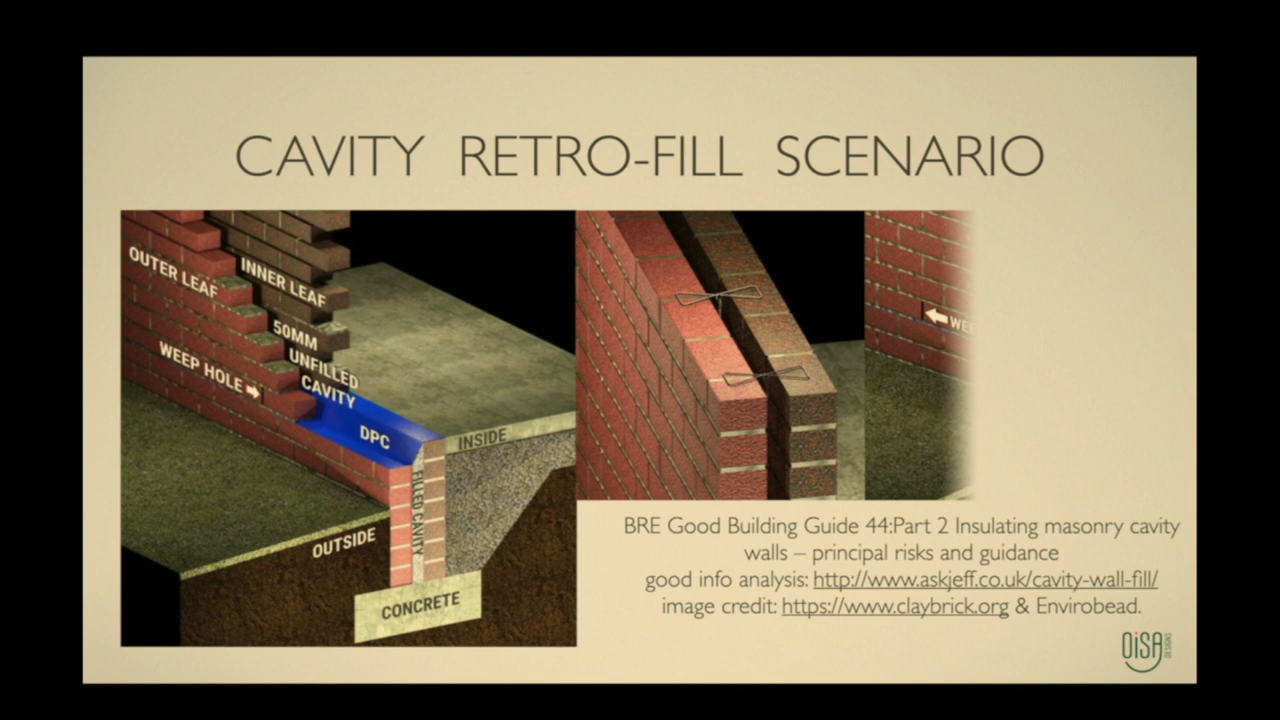 CAVITY RETRO-FILL SCENARIO
OUTER LEAF
INNER LEAF
50MM
UNFILLED
CAVITY
WEEP HOLE
DPC
INSIDE
FILLED CAVITY
OUTSIDE
CONCRETE
WEE
BRE Good Building Guide 44:Part 2 Insulating masonry cavity
walls – principal risks and guidance
good info analysis: http://www.askjeff.co.uk/cavity-wall-fill/
image credit: https://www.claybrick.org & Envirobead.
OiSA
DESIGNS